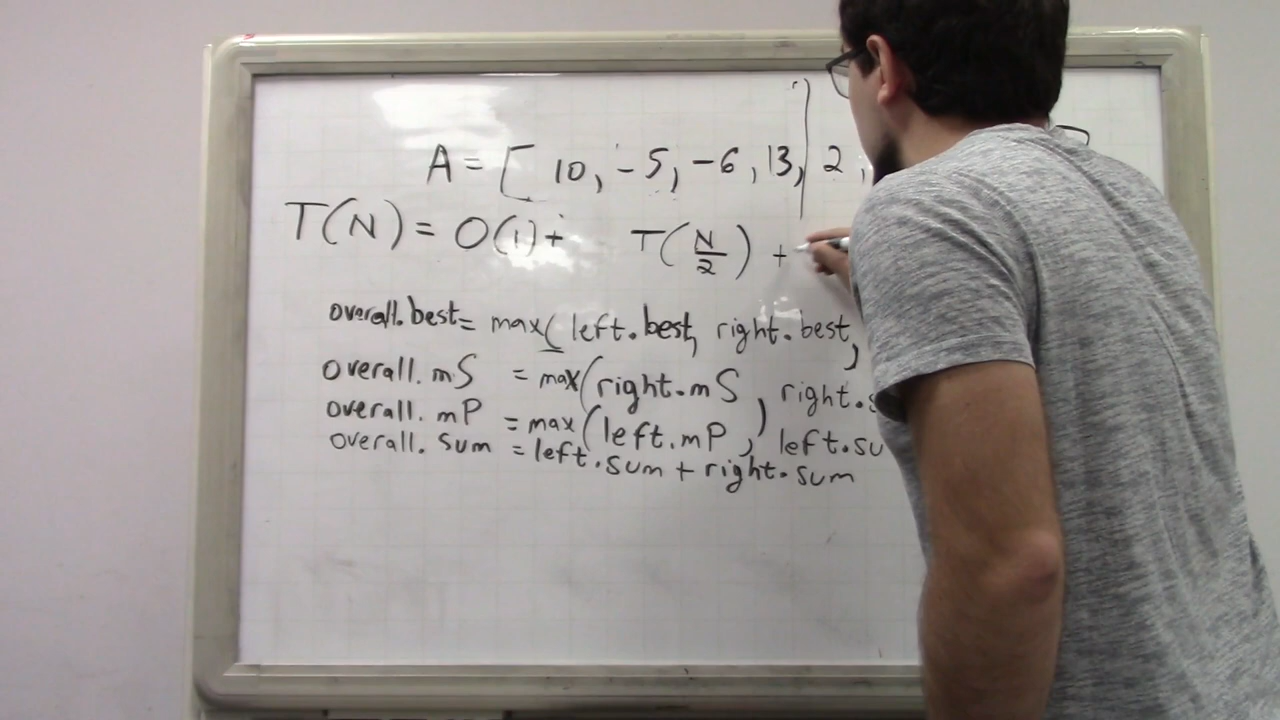 A = [ 10, -5, -6, 13, 2,
T(N) = O(1) + T(N/2) +
overall.best = max( left.best, right.best,
overall.mS = max( right.mS , right.s
overall.mP = max( left.mP , left.su
overall.sum = left.sum + right.sum